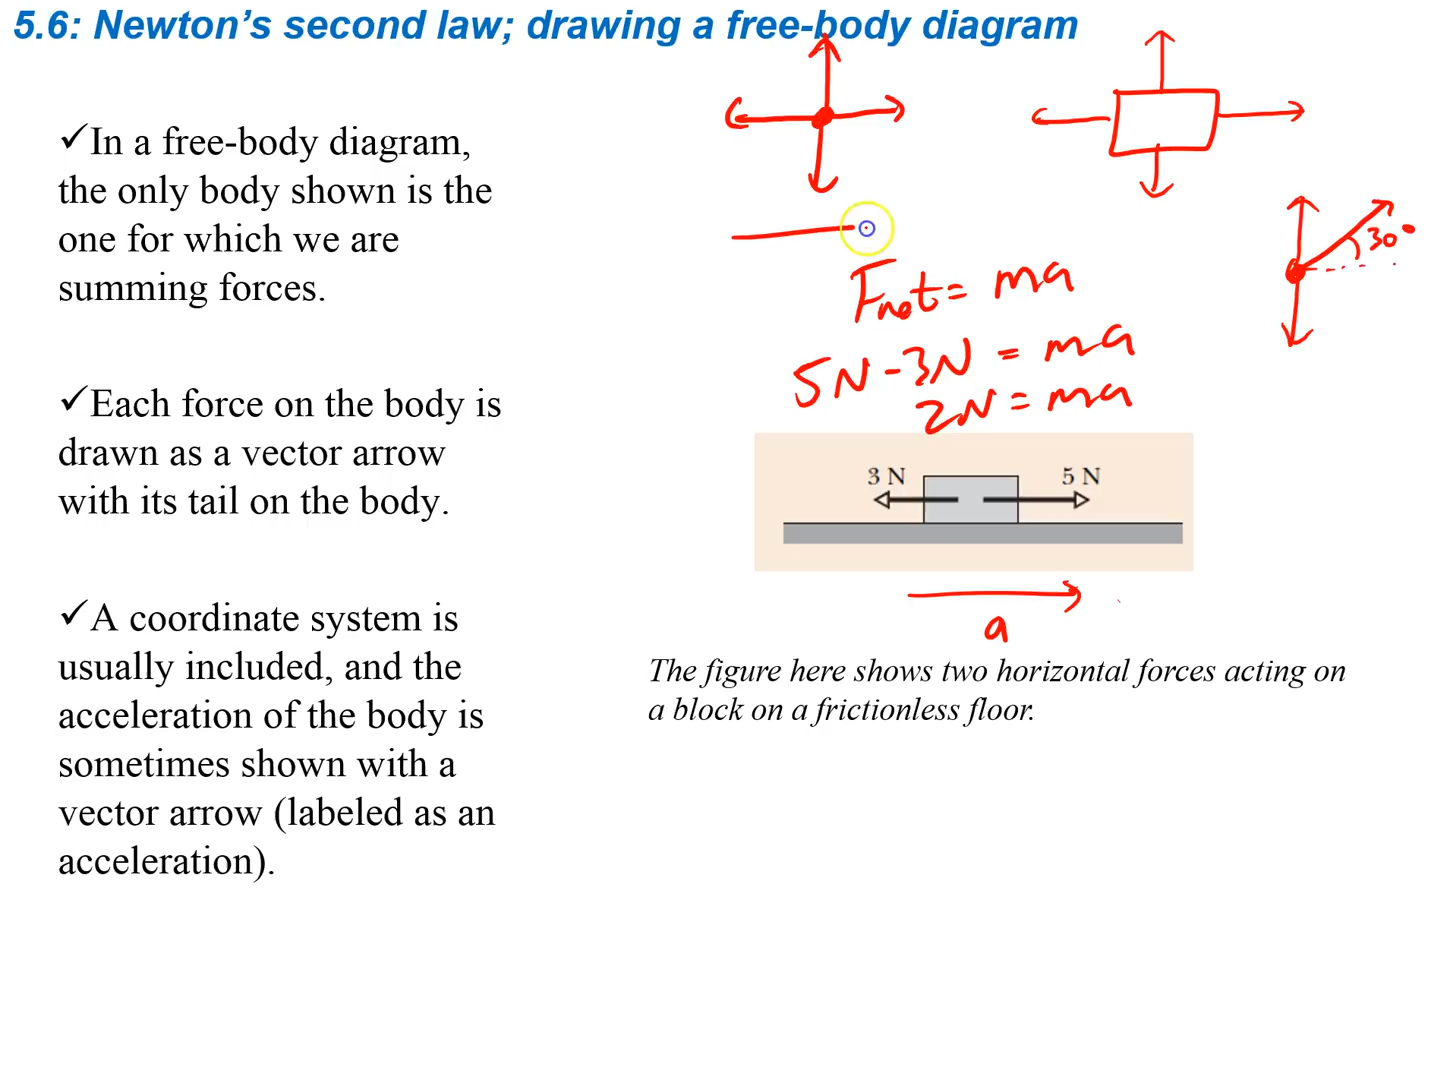 5.6: Newton's second law; drawing a free-body diagram
✓In a free-body diagram,
the only body shown is the
one for which we are
summing forces.
✓Each force on the body is
drawn as a vector arrow
with its tail on the body.
✓A coordinate system is
usually included, and the
acceleration of the body is
sometimes shown with a
vector arrow (labeled as an
acceleration).
30°
Fnet = ma
5N - 3N = ma
2N = ma
3 N
5 N
a
The figure here shows two horizontal forces acting on
a block on a frictionless floor.